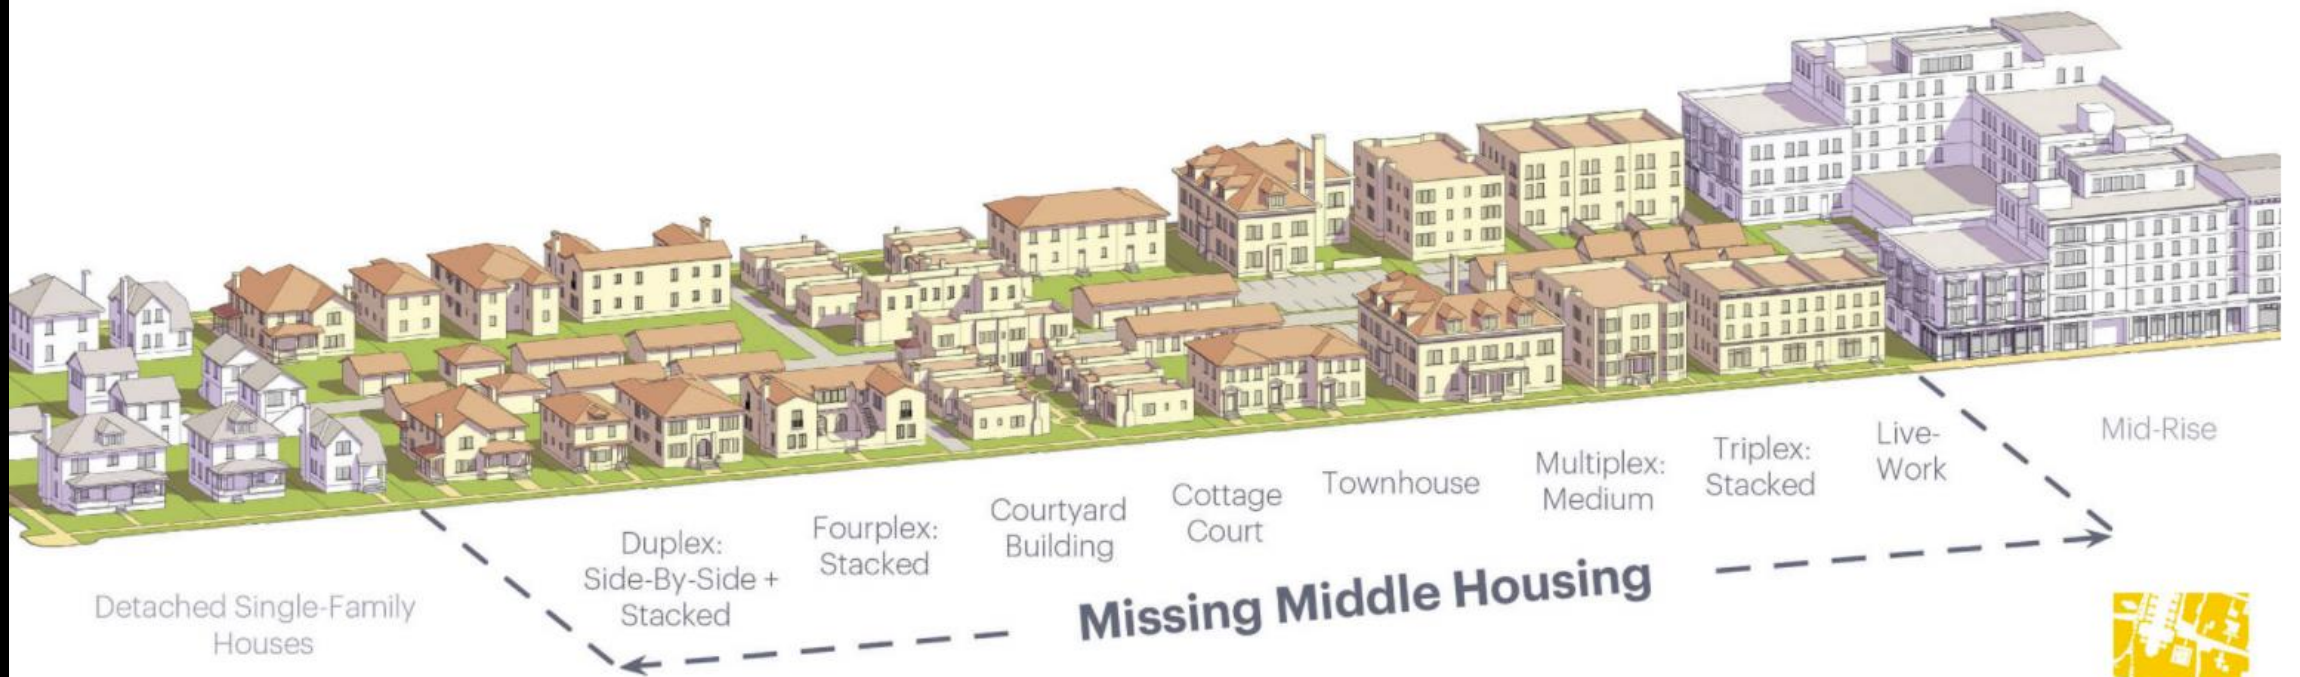 Detached Single-Family
Houses
Duplex:
Side-By-Side +
Stacked
Fourplex:
Stacked
Courtyard
Building
Cottage
Court
Townhouse
Multiplex:
Medium
Triplex:
Stacked
Live-
Work
Mid-Rise
Missing Middle Housing